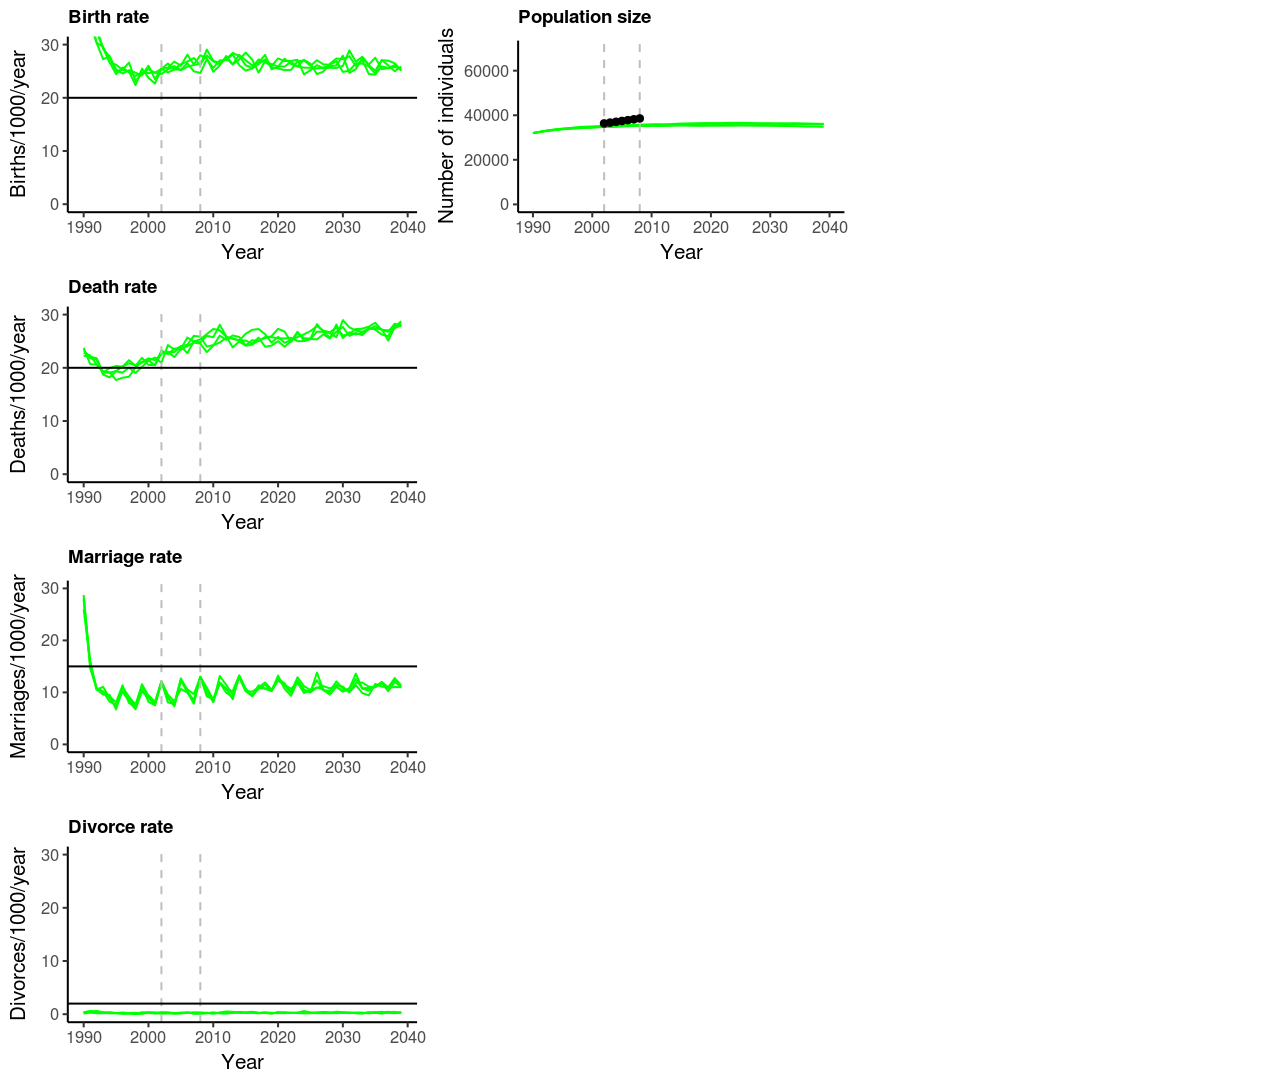 Birth rate
Births/1000/year
30
20
10
0
1990 2000 2010 2020 2030 2040
Year
Population size
Number of individuals
60000
40000
20000
0
1990 2000 2010 2020 2030 2040
Year
Death rate
Deaths/1000/year
30
20
10
0
1990 2000 2010 2020 2030 2040
Year
Marriage rate
Marriages/1000/year
30
20
10
0
1990 2000 2010 2020 2030 2040
Year
Divorce rate
Divorces/1000/year
30
20
10
0
1990 2000 2010 2020 2030 2040
Year